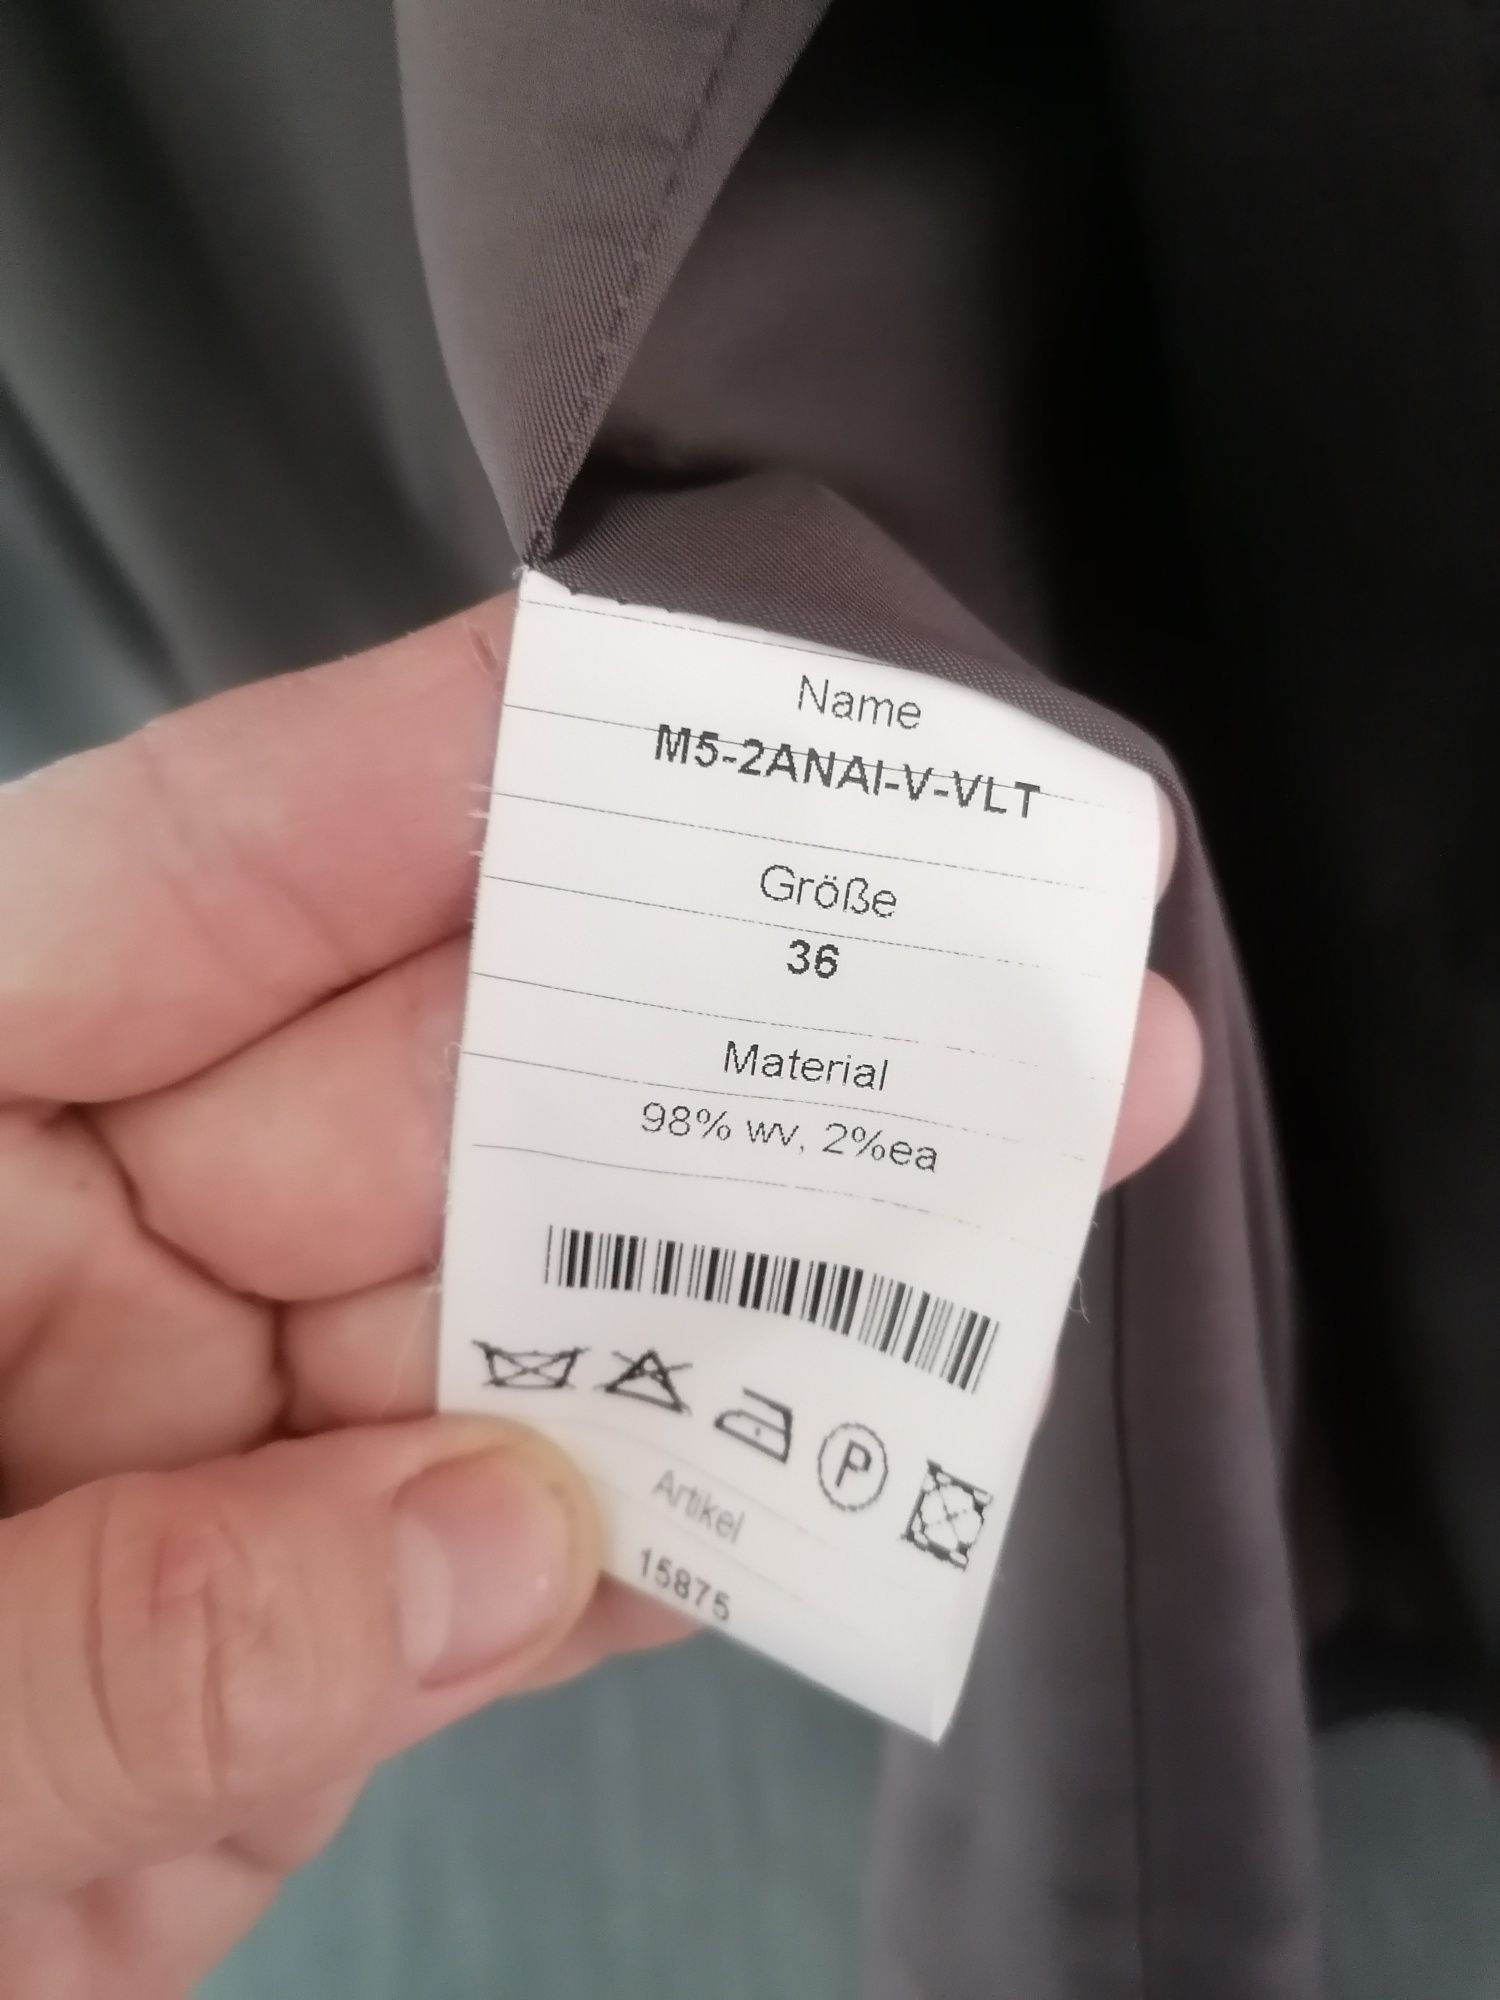 Name
M5-2ANAI-V-VLT
Größe
36
Material
98% wv, 2%ea
P
Artikel
15875